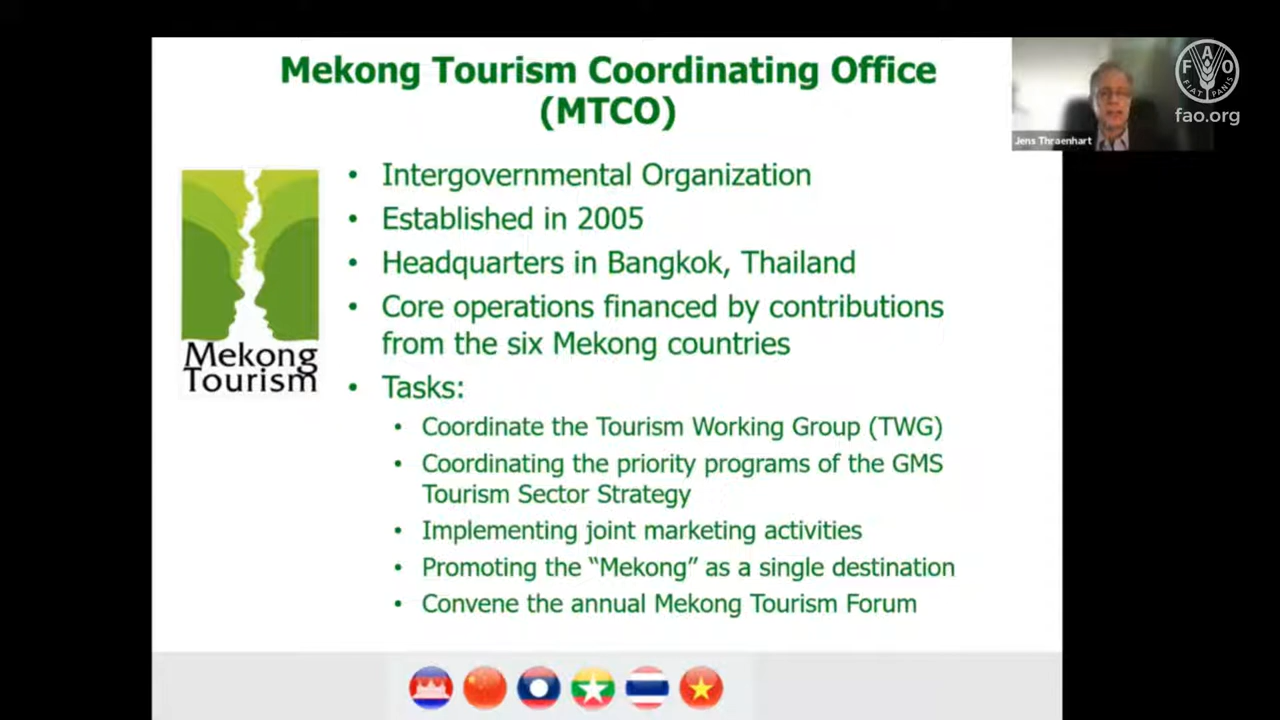 Mekong Tourism Coordinating Office
(MTCO)
FAO
FIAT PANIS
fao.org
Jens Thraenhart
Mekong
Tourism
• Intergovernmental Organization
• Established in 2005
• Headquarters in Bangkok, Thailand
• Core operations financed by contributions
from the six Mekong countries
• Tasks:
• Coordinate the Tourism Working Group (TWG)
• Coordinating the priority programs of the GMS
Tourism Sector Strategy
• Implementing joint marketing activities
• Promoting the “Mekong” as a single destination
• Convene the annual Mekong Tourism Forum